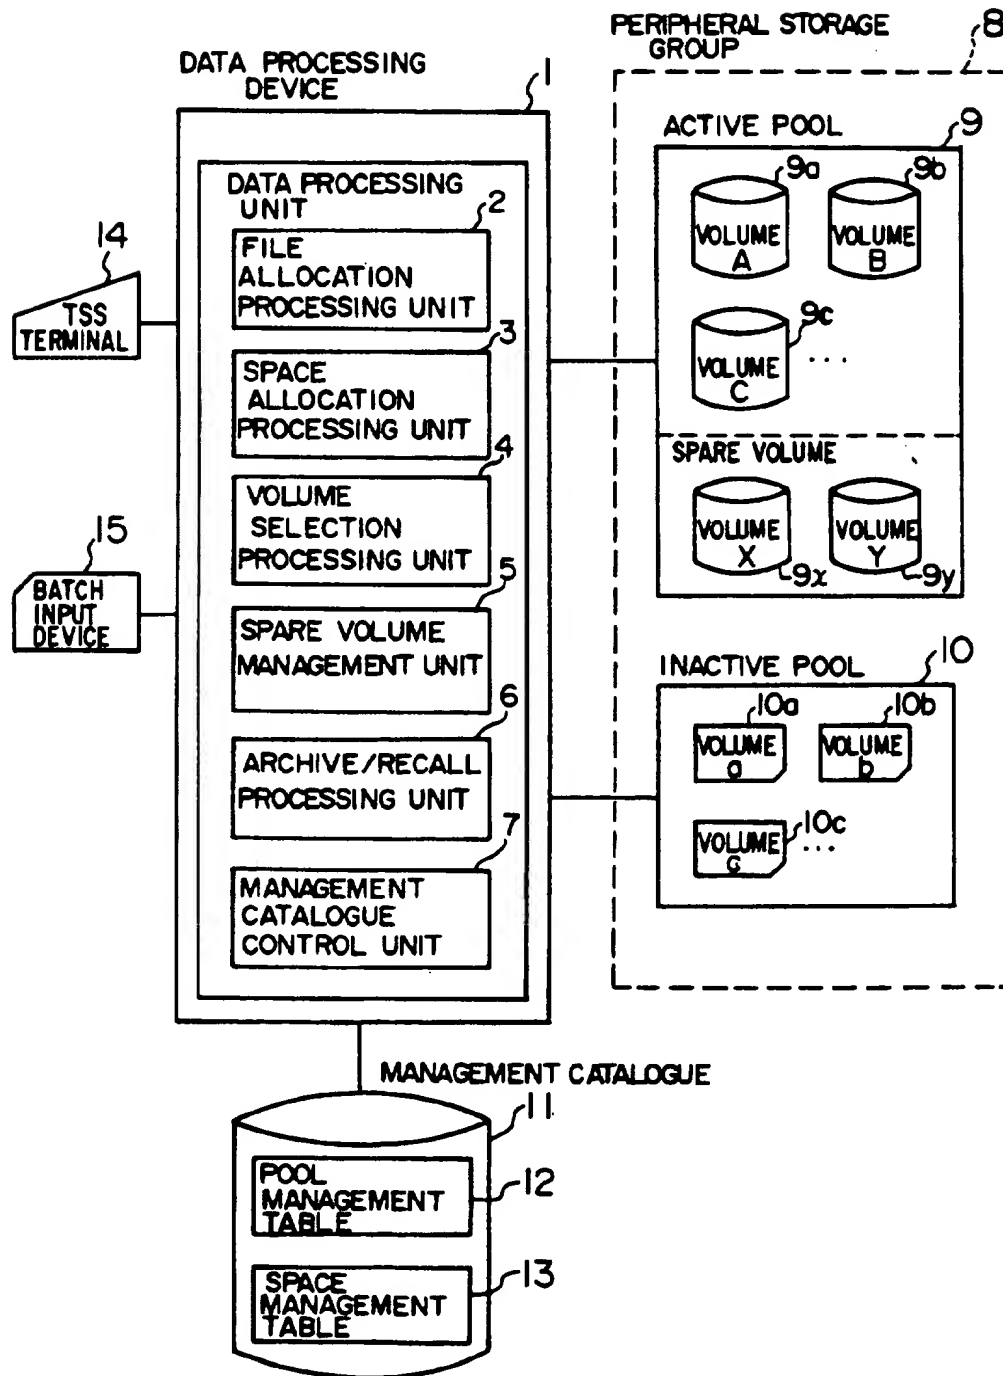 PERIPHERAL STORAGE
GROUP
8
DATA PROCESSING
DEVICE
1
ACTIVE POOL
9
DATA PROCESSING
UNIT
2
FILE
ALLOCATION
PROCESSING UNIT
3
SPACE
ALLOCATION
PROCESSING UNIT
4
VOLUME
SELECTION
PROCESSING UNIT
5
SPARE VOLUME
MANAGEMENT UNIT
6
ARCHIVE/RECALL
PROCESSING UNIT
7
MANAGEMENT
CATALOGUE
CONTROL UNIT
14
TSS
TERMINAL
15
BATCH
INPUT
DEVICE
9a
VOLUME
A
9b
VOLUME
B
9c
VOLUME
C
...
SPARE VOLUME
VOLUME
X
9x
VOLUME
Y
9y
INACTIVE POOL
10
10a
VOLUME
a
10b
VOLUME
b
10c
VOLUME
c
...
MANAGEMENT CATALOGUE
11
POOL
MANAGEMENT
TABLE
12
SPACE
MANAGEMENT
TABLE
13